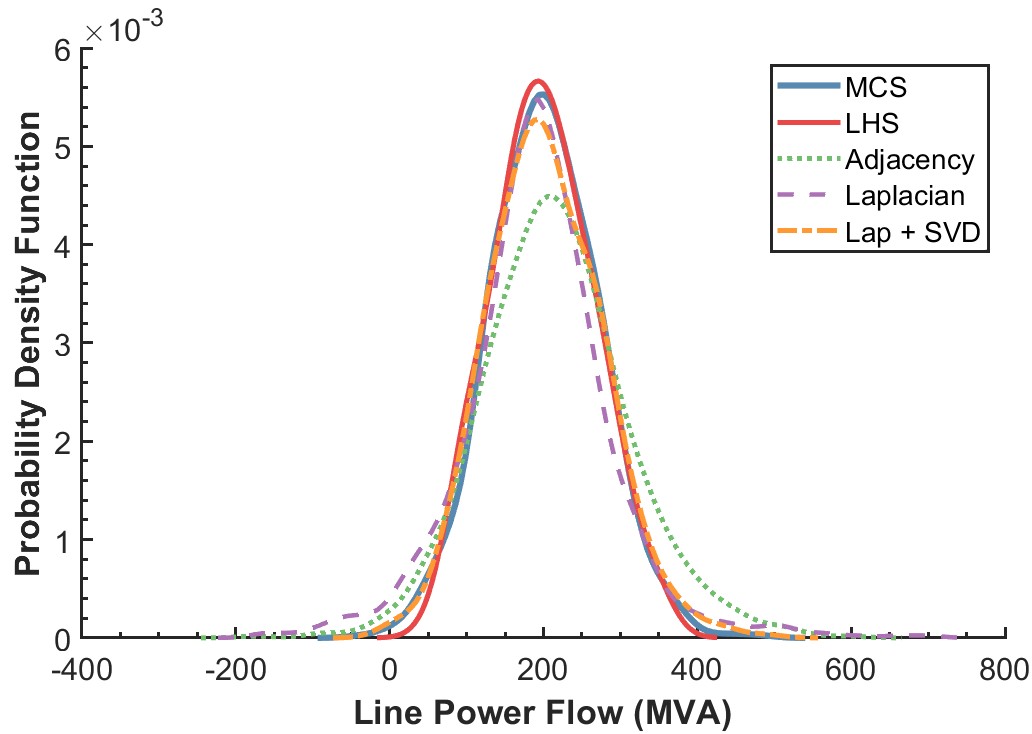 ×10⁻³
6
5
4
3
2
1
0
-400 -200 0 200 400 600 800
Probability Density Function
Line Power Flow (MVA)
MCS
LHS
Adjacency
Laplacian
Lap + SVD